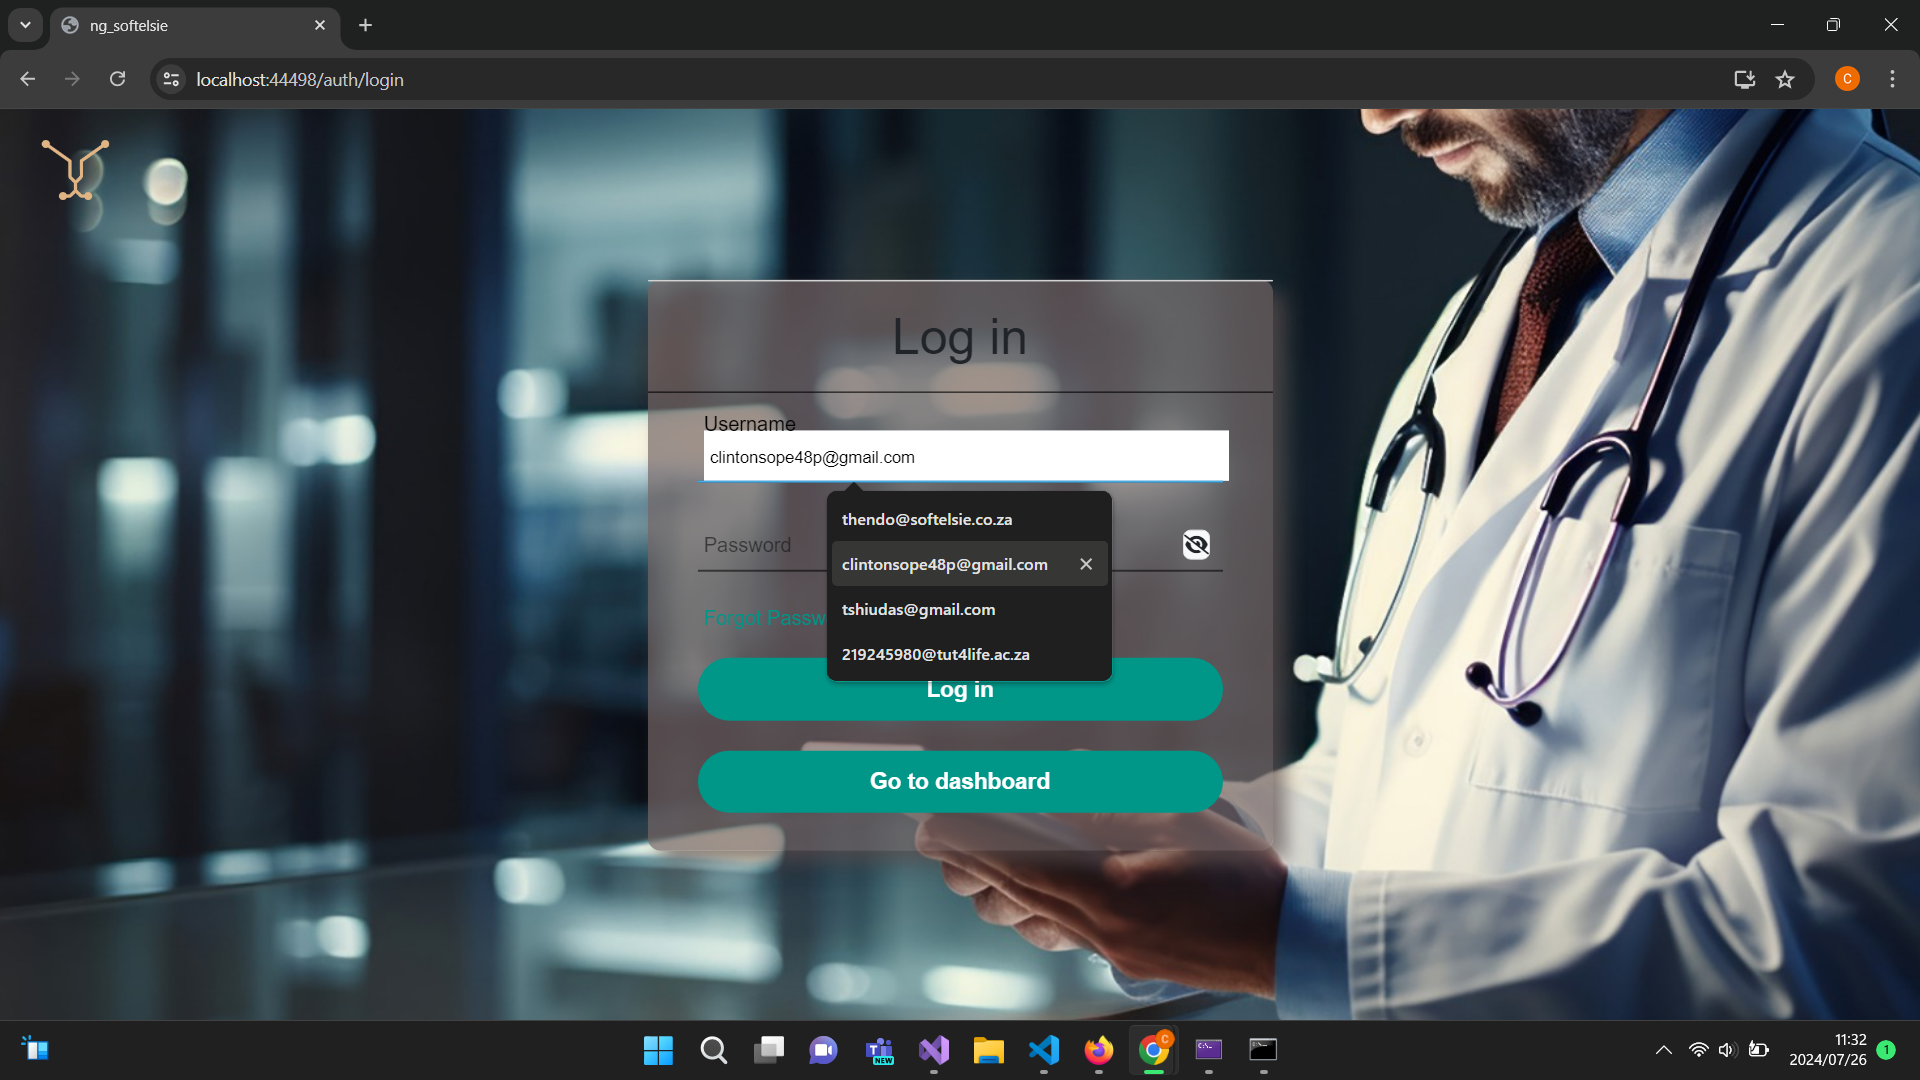 ng_softelsie
localhost:44498/auth/login
C
Log in
Username
clintonsope48p@gmail.com
thendo@softelsie.co.za
Password
clintonsope48p@gmail.com
tshiudas@gmail.com
Forgot Passw
219245980@tut4life.ac.za
Log in
Go to dashboard
T
NEW
C
C:\_
11:32
2024/07/26
1